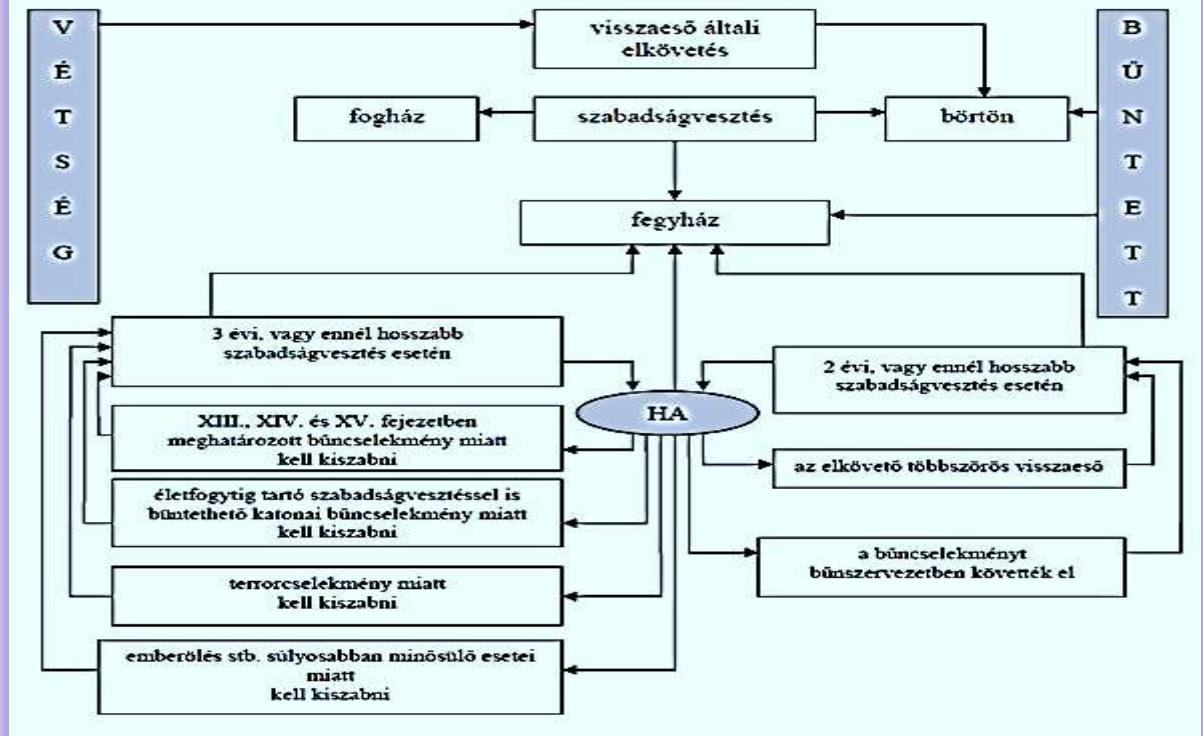 VÉTSÉG
visszaeső általi
elkövetés
BŰNTETT
fogház
szabadságvesztés
börtön
fegyház
3 évi, vagy ennél hosszabb
szabadságvesztés esetén
2 évi, vagy ennél hosszabb
szabadságvesztés esetén
HA
XIII., XIV. és XV. fejezetben
meghatározott bűncselekmény miatt
kell kiszabni
az elkövető többszörös visszaeső
életfogytig tartó szabadságvesztéssel is
büntethető katonai bűncselekmény miatt
kell kiszabni
a bűncselekményt
bűnszervezetben követték el
terrorcselekmény miatt
kell kiszabni
emberölés stb. súlyosabban minősülő esetei
miatt
kell kiszabni